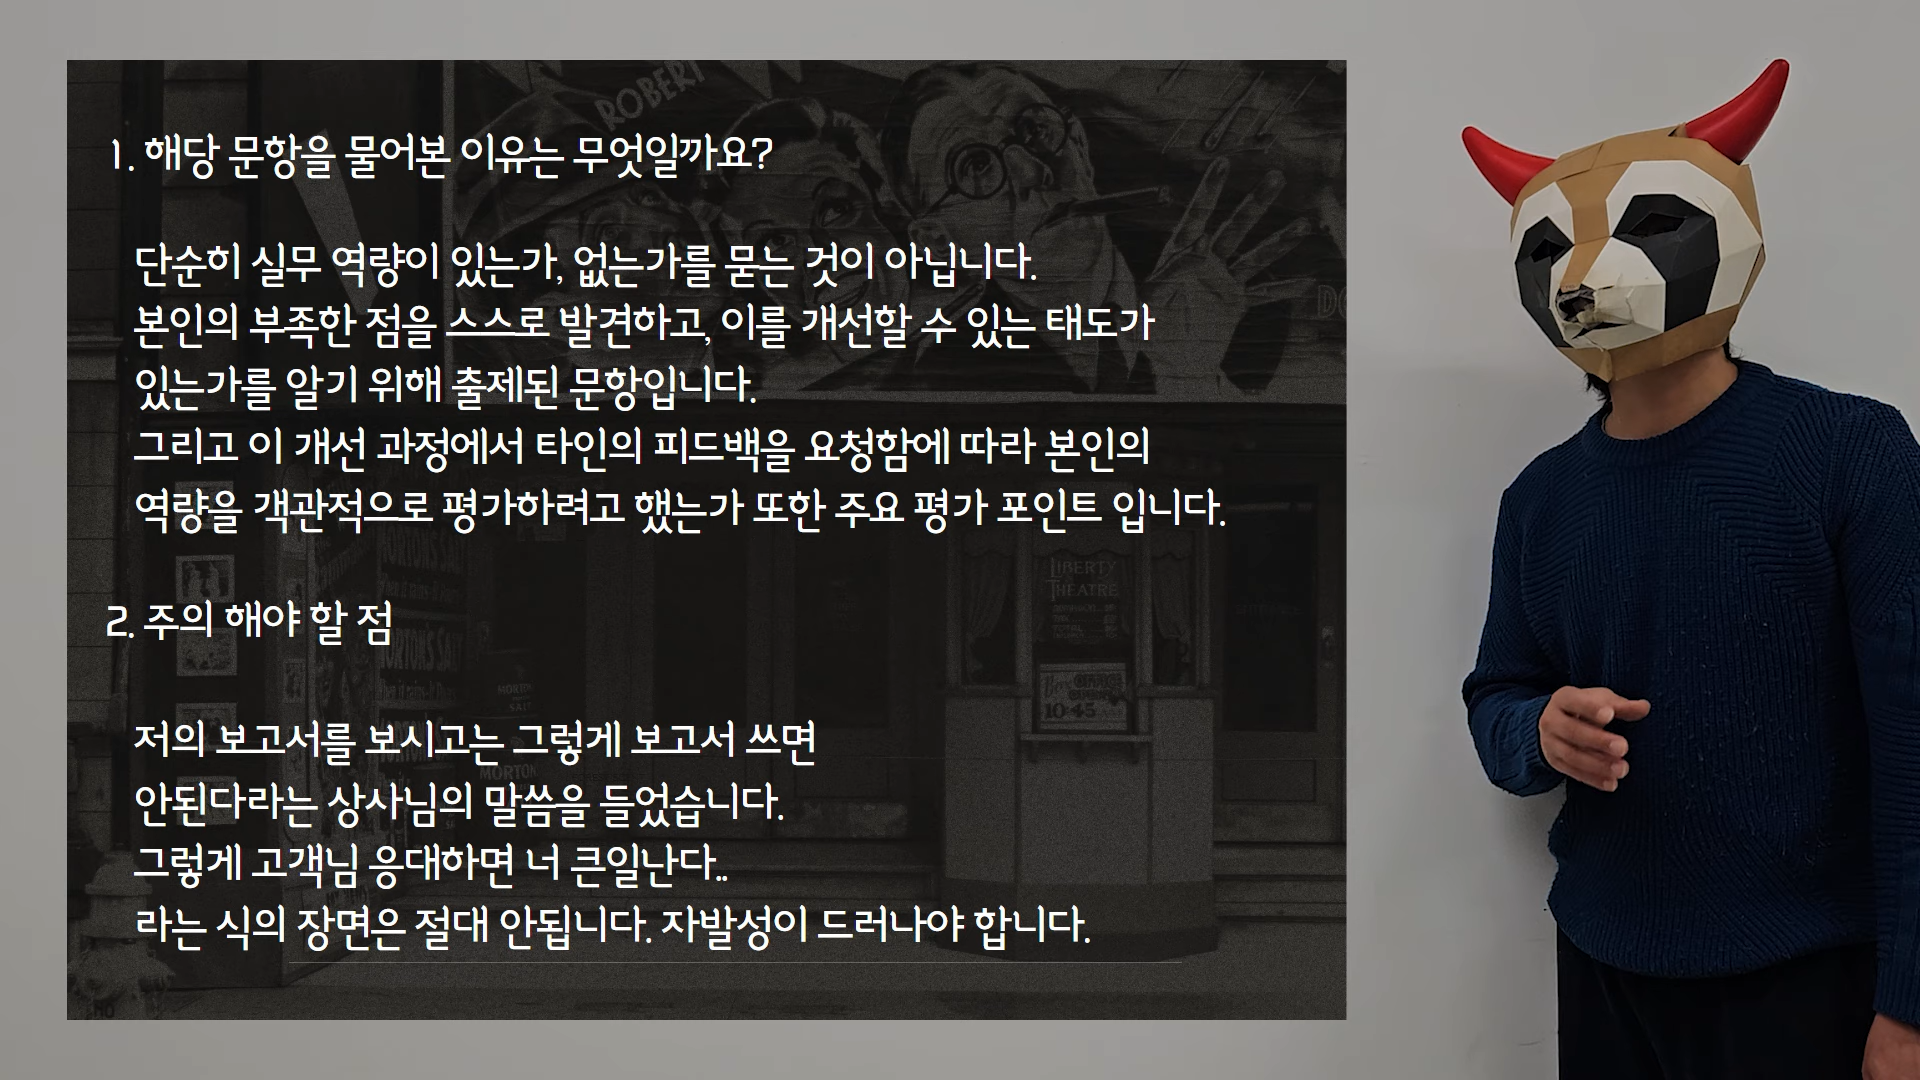 ROBERT
1. 해당 문항을 물어본 이유는 무엇일까요?
단순히 실무 역량이 있는가, 없는가를 묻는 것이 아닙니다.
본인의 부족한 점을 스스로 발견하고, 이를 개선할 수 있는 태도가
있는가를 알기 위해 출제된 문항입니다.
그리고 이 개선 과정에서 타인의 피드백을 요청함에 따라 본인의
역량을 객관적으로 평가하려고 했는가 또한 주요 평가 포인트 입니다.
LIBERTY
THEATRE
2. 주의 해야 할 점
MORTON'S SALT
MORTON
SALT
10:45
저의 보고서를 보시고는 그렇게 보고서 쓰면
MORTON
안된다라는 상사님의 말씀을 들었습니다.
그렇게 고객님 응대하면 너 큰일난다..
라는 식의 장면은 절대 안됩니다. 자발성이 드러나야 합니다.